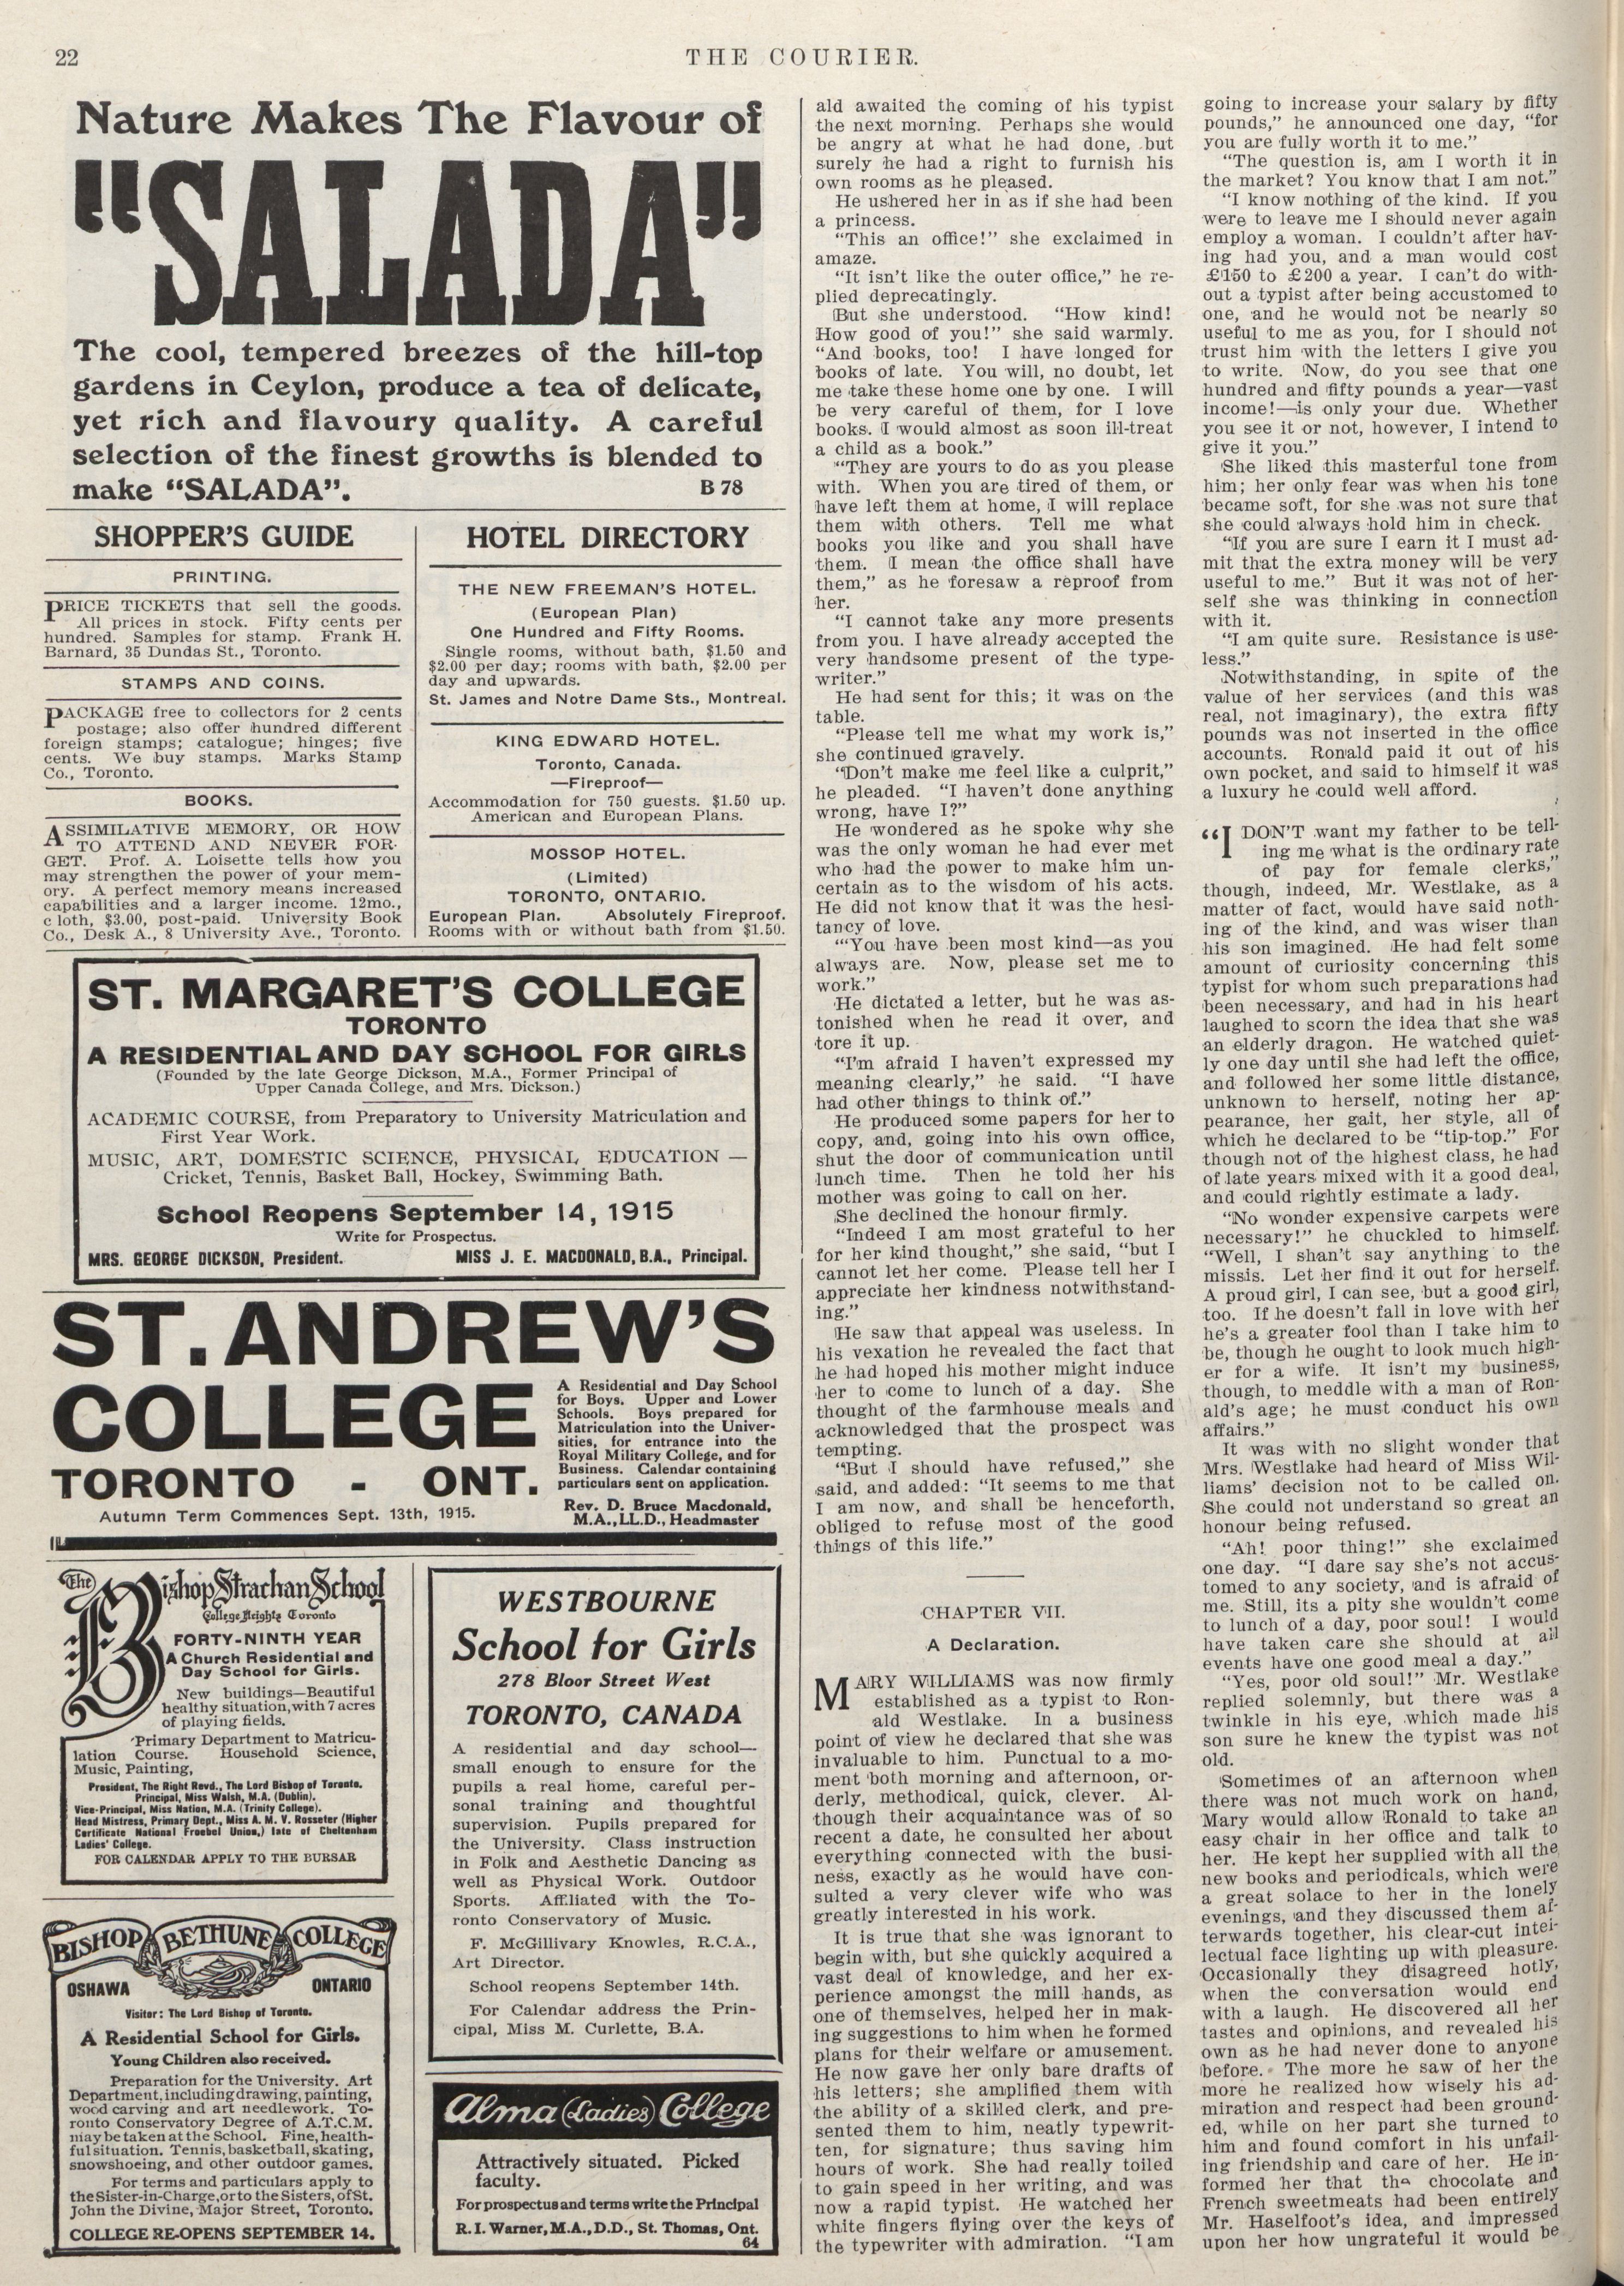 22
THE COURIER.
Nature Makes The Flavour of
"SALADA"
The cool, tempered breezes of the hill-top
gardens in Ceylon, produce a tea of delicate,
yet rich and flavoury quality. A careful
selection of the finest growths is blended to
make "SALADA". B 78
SHOPPER'S GUIDE
PRINTING.
PRICE TICKETS that sell the goods.
All prices in stock. Fifty cents per
hundred. Samples for stamp. Frank H.
Barnard, 35 Dundas St., Toronto.
STAMPS AND COINS.
PACKAGE free to collectors for 2 cents
postage; also offer hundred different
foreign stamps; catalogue; hinges; five
cents. We buy stamps. Marks Stamp
Co., Toronto.
BOOKS.
ASSIMILATIVE MEMORY, OR HOW
TO ATTEND AND NEVER FOR-
GET. Prof. A. Loisette tells how you
may strengthen the power of your mem-
ory. A perfect memory means increased
capabilities and a larger income. 12mo.,
cloth, $3.00, post-paid. University Book
Co., Desk A., 8 University Ave., Toronto.
HOTEL DIRECTORY
THE NEW FREEMAN'S HOTEL.
(European Plan)
One Hundred and Fifty Rooms.
Single rooms, without bath, $1.50 and
$2.00 per day; rooms with bath, $2.00 per
day and upwards.
St. James and Notre Dame Sts., Montreal.
KING EDWARD HOTEL.
Toronto, Canada.
—Fireproof—
Accommodation for 750 guests. $1.50 up.
American and European Plans.
MOSSOP HOTEL.
(Limited)
TORONTO, ONTARIO.
European Plan. Absolutely Fireproof.
Rooms with or without bath from $1.50.
ST. MARGARET'S COLLEGE
TORONTO
A RESIDENTIAL AND DAY SCHOOL FOR GIRLS
(Founded by the late George Dickson, M.A., Former Principal of
Upper Canada College, and Mrs. Dickson.)
ACADEMIC COURSE, from Preparatory to University Matriculation and
First Year Work.
MUSIC, ART, DOMESTIC SCIENCE, PHYSICAL EDUCATION —
Cricket, Tennis, Basket Ball, Hockey, Swimming Bath.
School Reopens September 14, 1915
Write for Prospectus.
MRS. GEORGE DICKSON, President. MISS J. E. MACDONALD, B.A., Principal.
ST. ANDREW'S
COLLEGE
TORONTO - ONT.
Autumn Term Commences Sept. 13th, 1915.
A Residential and Day School
for Boys. Upper and Lower
Schools. Boys prepared for
Matriculation into the Univer-
sities, for entrance into the
Royal Military College, and for
Business. Calendar containing
particulars sent on application.
Rev. D. Bruce Macdonald,
M.A., LL.D., Headmaster
The
Bishop Strachan School
College Heights Toronto
FORTY-NINTH YEAR
A Church Residential and
Day School for Girls.
New buildings—Beautiful
healthy situation, with 7 acres
of playing fields.
Primary Department to Matricu-
lation Course. Household Science,
Music, Painting,
President, The Right Revd., The Lord Bishop of Toronto.
Principal, Miss Walsh, M.A. (Dublin).
Vice-Principal, Miss Nation, M.A. (Trinity College).
Head Mistress, Primary Dept., Miss A. M. V. Rosseter (Higher
Certificate National Froebel Union,) late of Cheltenham
Ladies' College.
FOR CALENDAR APPLY TO THE BURSAR
BISHOP BETHUNE COLLEGE
OSHAWA ONTARIO
Visitor: The Lord Bishop of Toronto.
A Residential School for Girls.
Young Children also received.
Preparation for the University. Art
Department, including drawing, painting,
wood carving and art needlework. To-
ronto Conservatory Degree of A.T.C.M.
may be taken at the School. Fine, health-
ful situation. Tennis, basketball, skating,
snowshoeing, and other outdoor games.
For terms and particulars apply to
the Sister-in-Charge, or to the Sisters, of St.
John the Divine, Major Street, Toronto.
COLLEGE RE-OPENS SEPTEMBER 14.
WESTBOURNE
School for Girls
278 Bloor Street West
TORONTO, CANADA
A residential and day school—
small enough to ensure for the
pupils a real home, careful per-
sonal training and thoughtful
supervision. Pupils prepared for
the University. Class instruction
in Folk and Aesthetic Dancing as
well as Physical Work. Outdoor
Sports. Affiliated with the To-
ronto Conservatory of Music.
F. McGillivary Knowles, R.C.A.,
Art Director.
School reopens September 14th.
For Calendar address the Prin-
cipal, Miss M. Curlette, B.A.
Alma (Ladies) College
Attractively situated. Picked
faculty.
For prospectus and terms write the Principal
R. I. Warner, M.A., D.D., St. Thomas, Ont.
64
ald awaited the coming of his typist
the next morning. Perhaps she would
be angry at what he had done, but
surely he had a right to furnish his
own rooms as he pleased.
He ushered her in as if she had been
a princess.
"This an office!" she exclaimed in
amaze.
"It isn't like the outer office," he re-
plied deprecatingly.
But she understood. "How kind!
How good of you!" she said warmly.
"And books, too! I have longed for
books of late. You will, no doubt, let
me take these home one by one. I will
be very careful of them, for I love
books. I would almost as soon ill-treat
a child as a book."
"They are yours to do as you please
with. When you are tired of them, or
have left them at home, I will replace
them with others. Tell me what
books you like and you shall have
them. I mean the office shall have
them," as he foresaw a reproof from
her.
"I cannot take any more presents
from you. I have already accepted the
very handsome present of the type-
writer."
He had sent for this; it was on the
table.
"Please tell me what my work is,"
she continued gravely.
"Don't make me feel like a culprit,"
he pleaded. "I haven't done anything
wrong, have I?"
He wondered as he spoke why she
was the only woman he had ever met
who had the power to make him un-
certain as to the wisdom of his acts.
He did not know that it was the hesi-
tancy of love.
"'You have been most kind—as you
always are. Now, please set me to
work."
He dictated a letter, but he was as-
tonished when he read it over, and
tore it up.
"I'm afraid I haven't expressed my
meaning clearly," he said. "I have
had other things to think of."
He produced some papers for her to
copy, and, going into his own office,
shut the door of communication until
lunch time. Then he told her his
mother was going to call on her.
She declined the honour firmly.
"Indeed I am most grateful to her
for her kind thought," she said, "but I
cannot let her come. Please tell her I
appreciate her kindness notwithstand-
ing."
He saw that appeal was useless. In
his vexation he revealed the fact that
he had hoped his mother might induce
her to come to lunch of a day. She
thought of the farmhouse meals and
acknowledged that the prospect was
tempting.
"But I should have refused," she
said, and added: "It seems to me that
I am now, and shall be henceforth,
obliged to refuse most of the good
things of this life."
CHAPTER VII.
A Declaration.
MARY WILLIAMS was now firmly
established as a typist to Ron-
ald Westlake. In a business
point of view he declared that she was
invaluable to him. Punctual to a mo-
ment both morning and afternoon, or-
derly, methodical, quick, clever. Al-
though their acquaintance was of so
recent a date, he consulted her about
everything connected with the busi-
ness, exactly as he would have con-
sulted a very clever wife who was
greatly interested in his work.
It is true that she was ignorant to
begin with, but she quickly acquired a
vast deal of knowledge, and her ex-
perience amongst the mill hands, as
one of themselves, helped her in mak-
ing suggestions to him when he formed
plans for their welfare or amusement.
He now gave her only bare drafts of
his letters; she amplified them with
the ability of a skilled clerk, and pre-
sented them to him, neatly typewrit-
ten, for signature; thus saving him
hours of work. She had really toiled
to gain speed in her writing, and was
now a rapid typist. He watched her
white fingers flying over the keys of
the typewriter with admiration. "I am
going to increase your salary by fifty
pounds," he announced one day, "for
you are fully worth it to me."
"The question is, am I worth it in
the market? You know that I am not."
"I know nothing of the kind. If you
were to leave me I should never again
employ a woman. I couldn't after hav-
ing had you, and a man would cost
£150 to £200 a year. I can't do with-
out a typist after being accustomed to
one, and he would not be nearly so
useful to me as you, for I should not
trust him with the letters I give you
to write. Now, do you see that one
hundred and fifty pounds a year—vast
income!—is only your due. Whether
you see it or not, however, I intend to
give it you."
She liked this masterful tone from
him; her only fear was when his tone
became soft, for she was not sure that
she could always hold him in check.
"If you are sure I earn it I must ad-
mit that the extra money will be very
useful to me." But it was not of her-
self she was thinking in connection
with it.
"I am quite sure. Resistance is use-
less."
Notwithstanding, in spite of the
value of her services (and this was
real, not imaginary), the extra fifty
pounds was not inserted in the office
accounts. Ronald paid it out of his
own pocket, and said to himself it was
a luxury he could well afford.
"I DON'T want my father to be tell-
ing me what is the ordinary rate
of pay for female clerks,"
though, indeed, Mr. Westlake, as a
matter of fact, would have said noth-
ing of the kind, and was wiser than
his son imagined. He had felt some
amount of curiosity concerning this
typist for whom such preparations had
been necessary, and had in his heart
laughed to scorn the idea that she was
an elderly dragon. He watched quiet-
ly one day until she had left the office,
and followed her some little distance,
unknown to herself, noting her ap-
pearance, her gait, her style, all of
which he declared to be "tip-top." For
though not of the highest class, he had
of late years mixed with it a good deal,
and could rightly estimate a lady.
"No wonder expensive carpets were
necessary!" he chuckled to himself.
"Well, I shan't say anything to the
missis. Let her find it out for herself.
A proud girl, I can see, but a good girl,
too. If he doesn't fall in love with her
he's a greater fool than I take him to
be, though he ought to look much high-
er for a wife. It isn't my business,
though, to meddle with a man of Ron-
ald's age; he must conduct his own
affairs."
It was with no slight wonder that
Mrs. Westlake had heard of Miss Wil-
liams' decision not to be called on.
She could not understand so great an
honour being refused.
"Ah! poor thing!" she exclaimed
one day. "I dare say she's not accus-
tomed to any society, and is afraid of
me. Still, its a pity she wouldn't come
to lunch of a day, poor soul! I would
have taken care she should at all
events have one good meal a day."
"Yes, poor old soul!" Mr. Westlake
replied solemnly, but there was a
twinkle in his eye, which made his
son sure he knew the typist was not
old.
Sometimes of an afternoon when
there was not much work on hand,
Mary would allow Ronald to take an
easy chair in her office and talk to
her. He kept her supplied with all the
new books and periodicals, which were
a great solace to her in the lonely
evenings, and they discussed them af-
terwards together, his clear-cut intel-
lectual face lighting up with pleasure.
Occasionally they disagreed hotly,
when the conversation would end
with a laugh. He discovered all her
tastes and opinions, and revealed his
own as he had never done to anyone
before. The more he saw of her the
more he realized how wisely his ad-
miration and respect had been ground-
ed, while on her part she turned to
him and found comfort in his unfail-
ing friendship and care of her. He in-
formed her that the chocolate and
French sweetmeats had been entirely
Mr. Haselfoot's idea, and impressed
upon her how ungrateful it would be